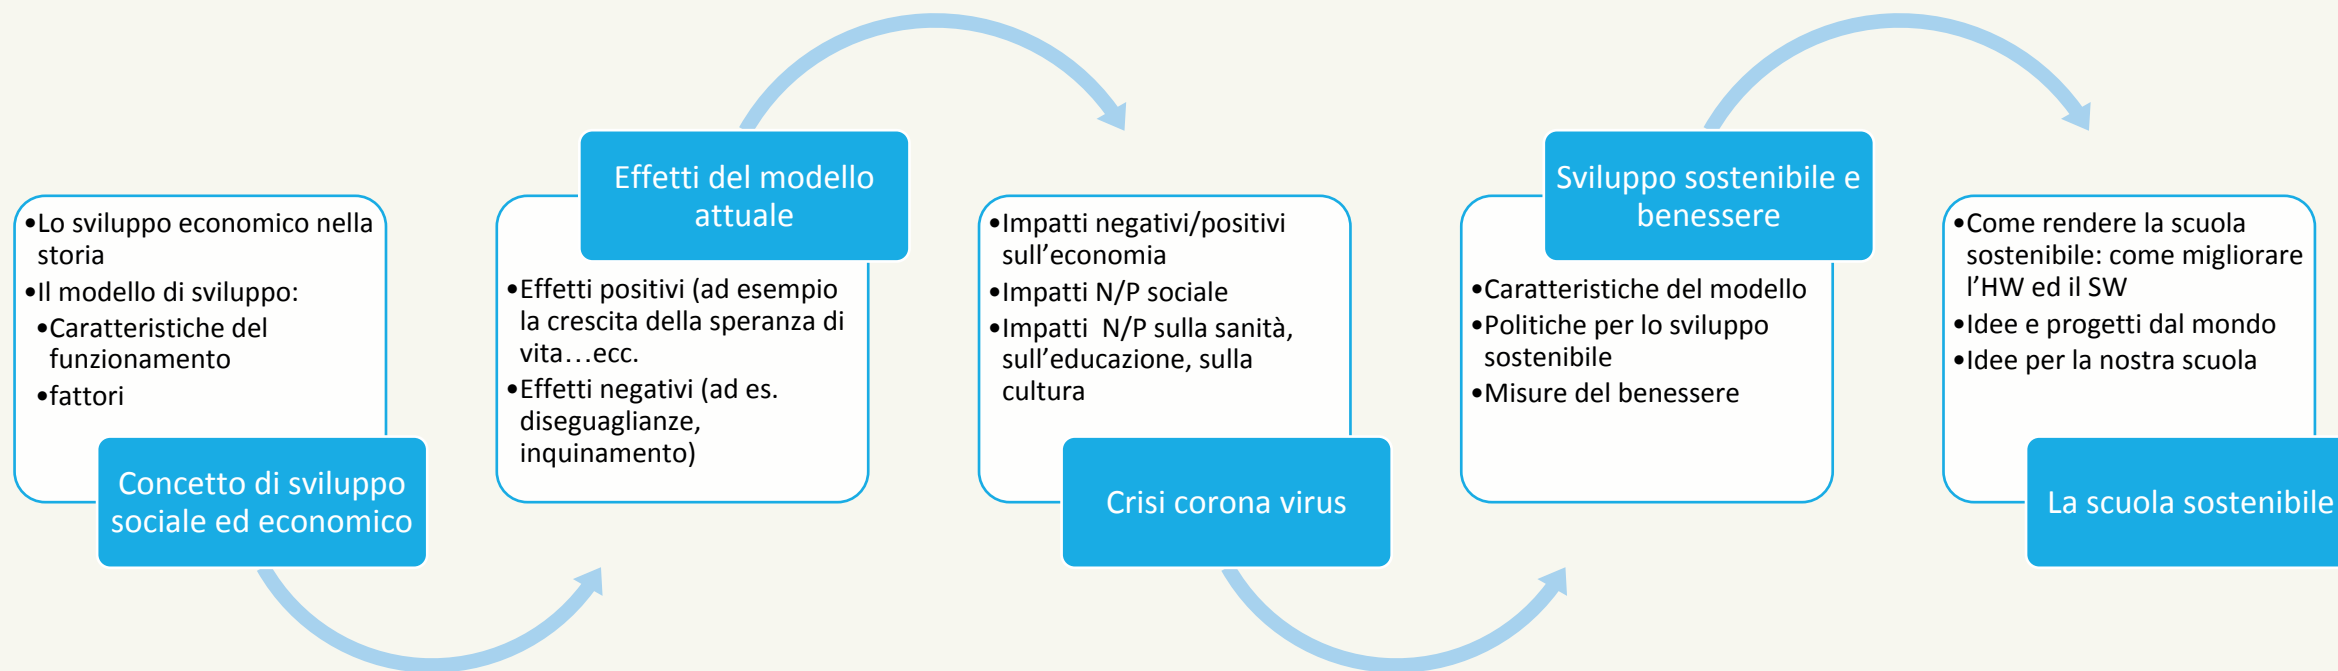 •Lo sviluppo economico nella
storia
•Il modello di sviluppo:
•Caratteristiche del
funzionamento
•fattori
Concetto di sviluppo
sociale ed economico
Effetti del modello
attuale
•Effetti positivi (ad esempio
la crescita della speranza di
vita…ecc.
•Effetti negativi (ad es.
diseguaglianze,
inquinamento)
•Impatti negativi/positivi
sull’economia
•Impatti N/P sociale
•Impatti  N/P sulla sanità,
sull’educazione, sulla
cultura
Crisi corona virus
Sviluppo sostenibile e
benessere
•Caratteristiche del modello
•Politiche per lo sviluppo
sostenibile
•Misure del benessere
•Come rendere la scuola
sostenibile: come migliorare
l’HW ed il SW
•Idee e progetti dal mondo
•Idee per la nostra scuola
La scuola sostenibile